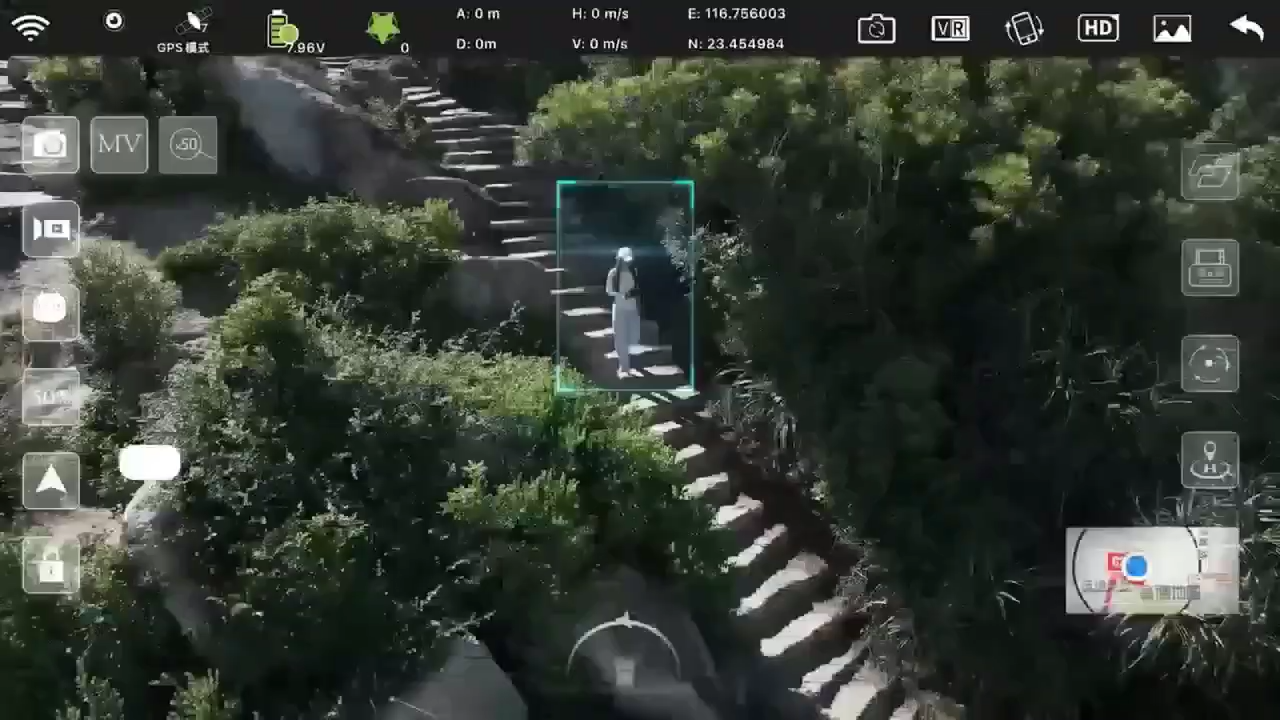 A: 0 m
H: 0 m/s
E: 116.756003
GPS模式
7.96V
0
D: 0m
V: 0 m/s
N: 23.454984
VR
HD
MV
x50
H